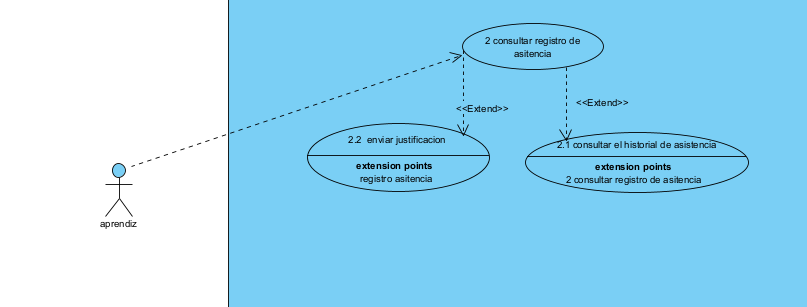 2 consultar registro de
asitencia
<<Extend>>
<<Extend>>
2.2  enviar justificacion
extension points
registro asitencia
2.1 consultar el historial de asistencia
extension points
2 consultar registro de asitencia
aprendiz